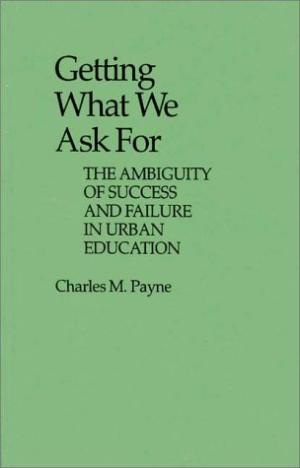 Getting
What We
Ask For
THE AMBIGUITY
OF SUCCESS
AND FAILURE
IN URBAN
EDUCATION
Charles M. Payne